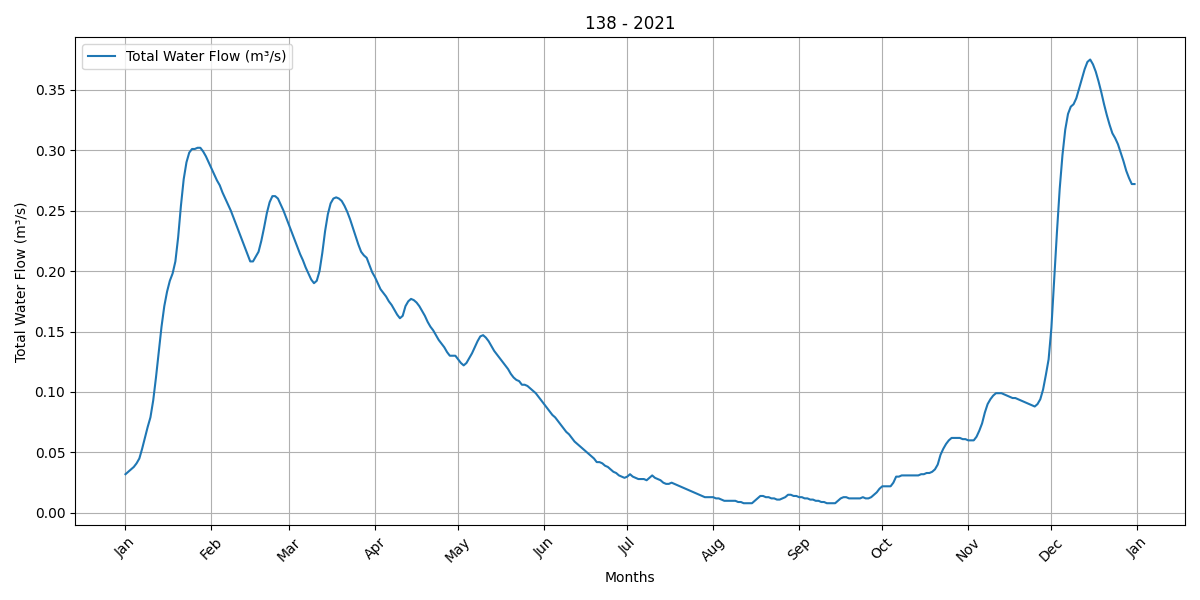 138 - 2021
Total Water Flow (m³/s)
Total Water Flow (m³/s)
0.35
0.30
0.25
0.20
0.15
0.10
0.05
0.00
Jan Feb Mar Apr May Jun Jul Aug Sep Oct Nov Dec Jan
Months